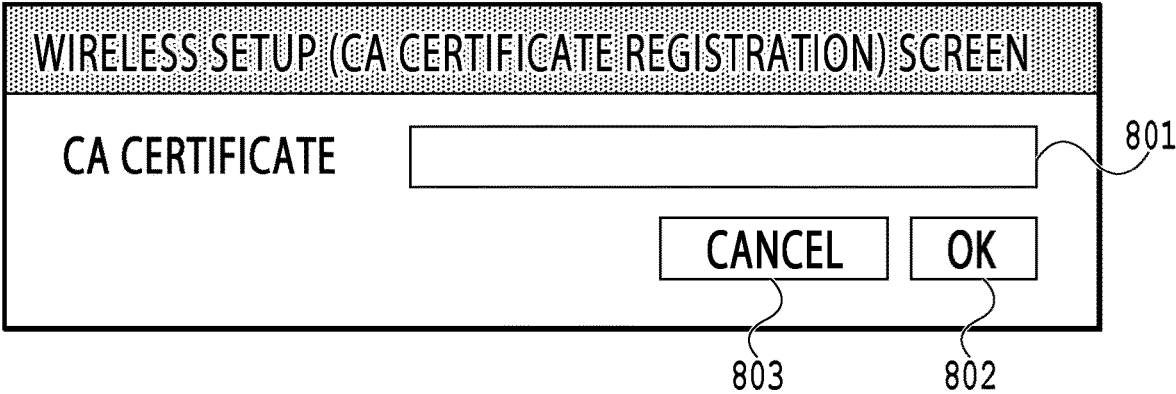 WIRELESS SETUP (CA CERTIFICATE REGISTRATION) SCREEN
CA CERTIFICATE
801
CANCEL OK
803 802